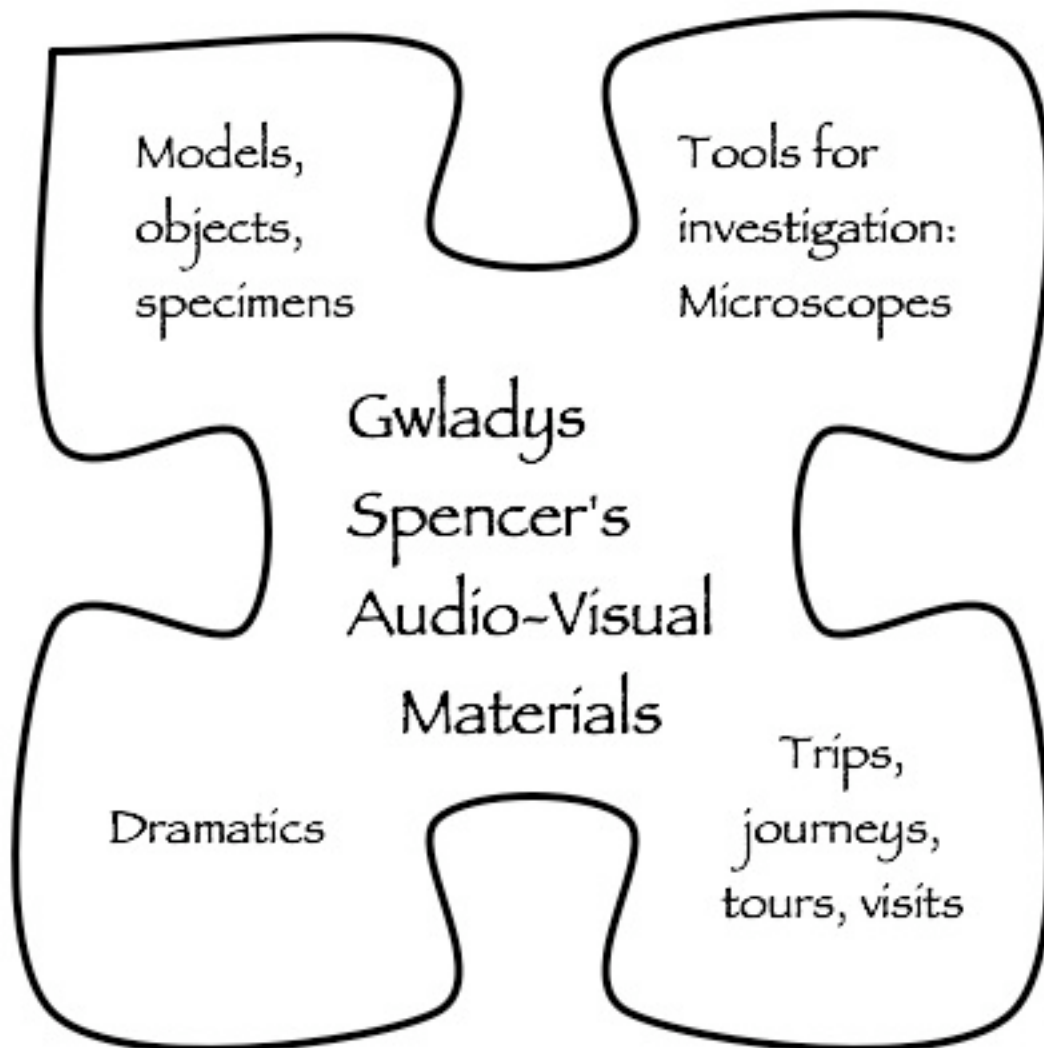 Models,
objects,
specimens
Tools for
investigation:
Microscopes
Gwladys
Spencer's
Audio-Visual
Materials
Dramatics
Trips,
journeys,
tours, visits